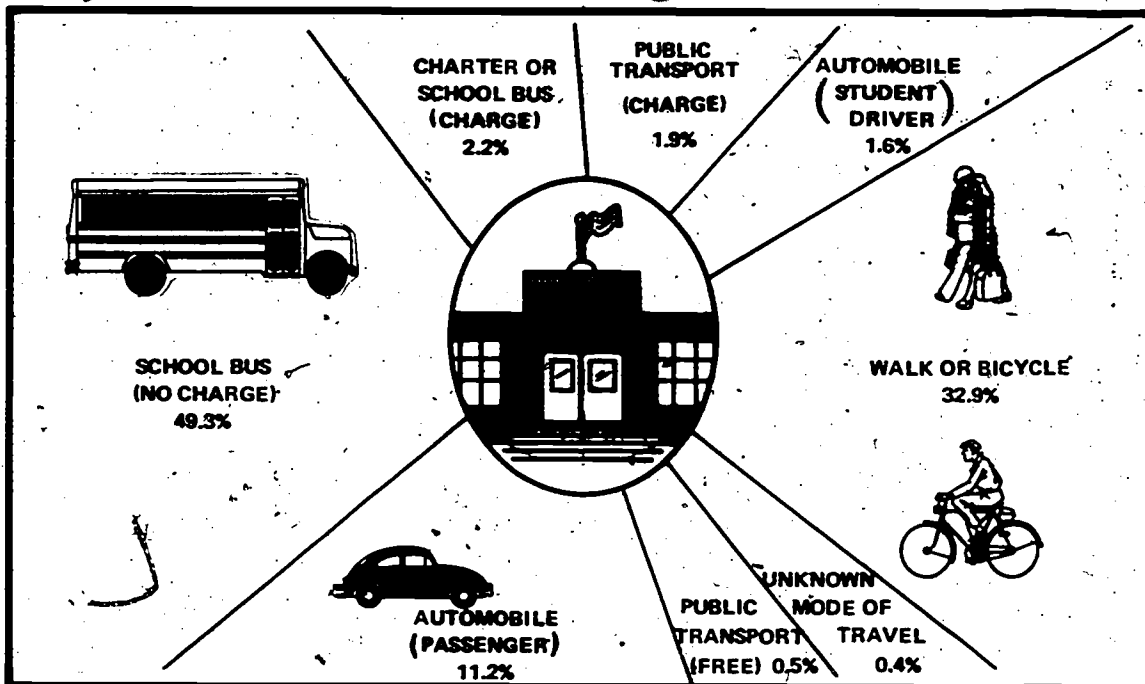 CHARTER OR
SCHOOL BUS
(CHARGE)
2.2%
PUBLIC
TRANSPORT
(CHARGE)
1.9%
AUTOMOBILE
(STUDENT
DRIVER)
1.6%
SCHOOL BUS
(NO CHARGE)
49.3%
WALK OR BICYCLE
32.9%
AUTOMOBILE
(PASSENGER)
11.2%
PUBLIC
TRANSPORT
(FREE) 0.5%
UNKNOWN
MODE OF
TRAVEL
0.4%